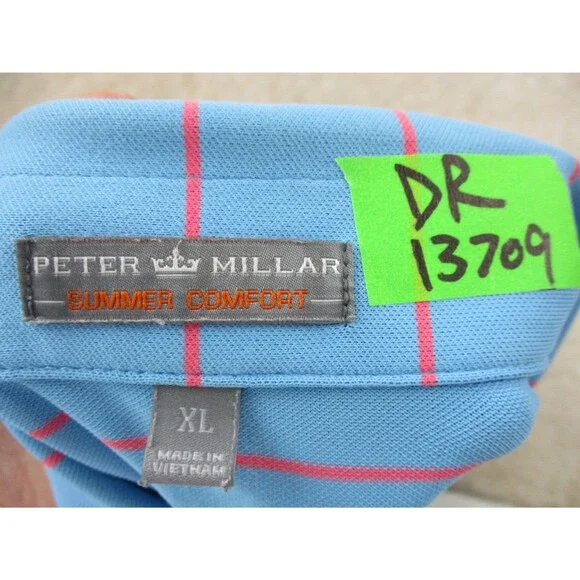 PETER MILLAR
SUMMER COMFORT
DR
13709
XL
MADE IN
VIETNAM